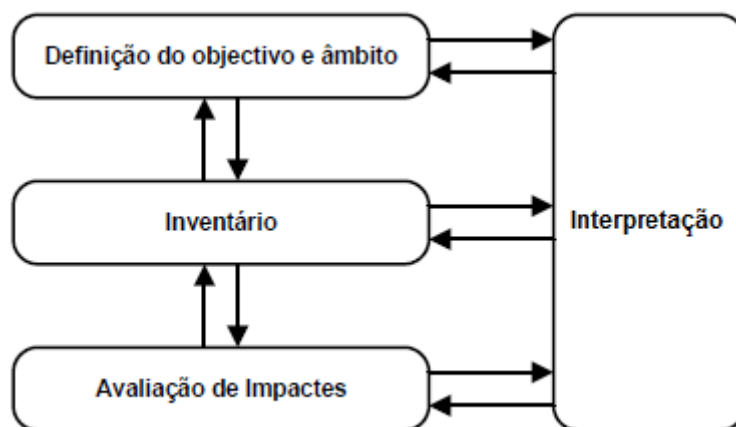 Definição do objectivo e âmbito
Inventário
Interpretação
Avaliação de Impactes